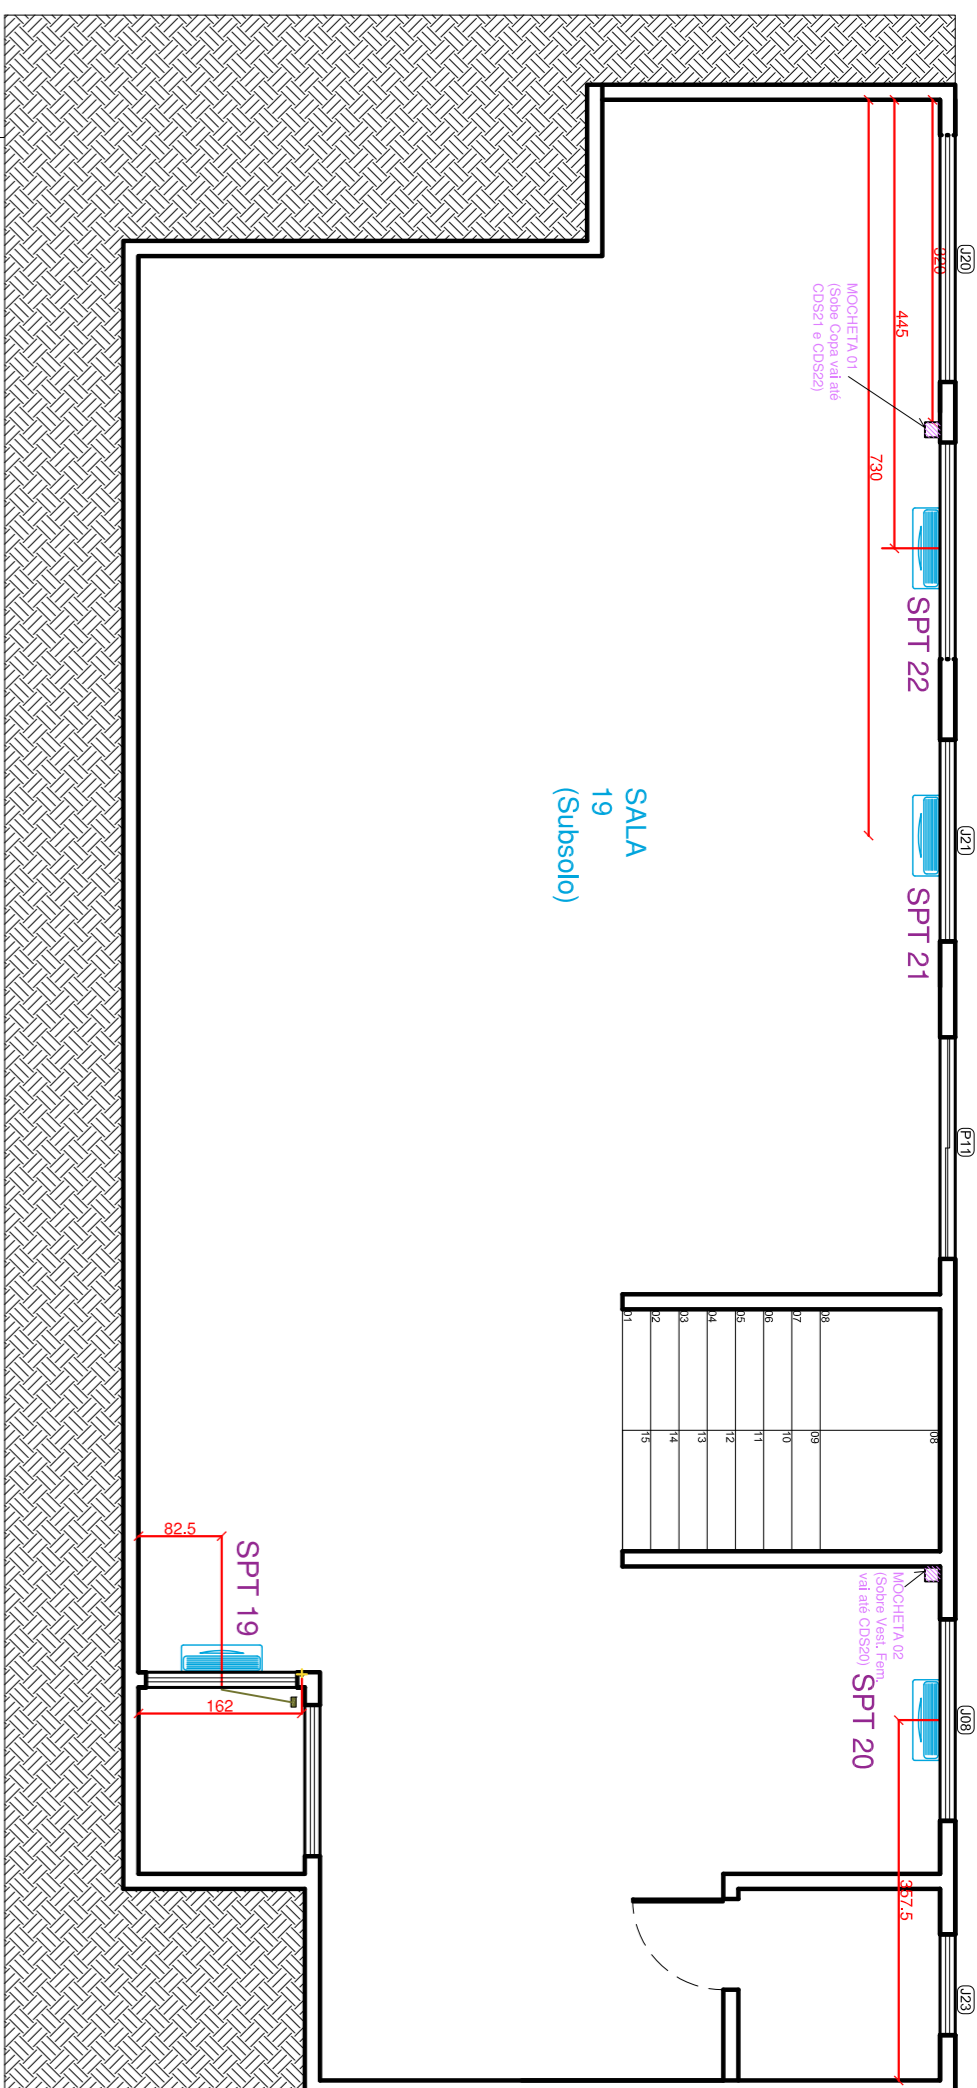 J20
J21
P11
J08
J23
320
445
730
MOCHETA 01
(Sobe Copa vai até
CDS21 e CDS22)
SPT 22
SPT 21
SALA
19
(Subsolo)
01
02
03
04
05
06
07
08
08
09
10
11
12
13
14
15
MOCHETA 02
(Sobre Vest. Fem.
vai até CDS20)
SPT 20
357.5
SPT 19
82.5
162